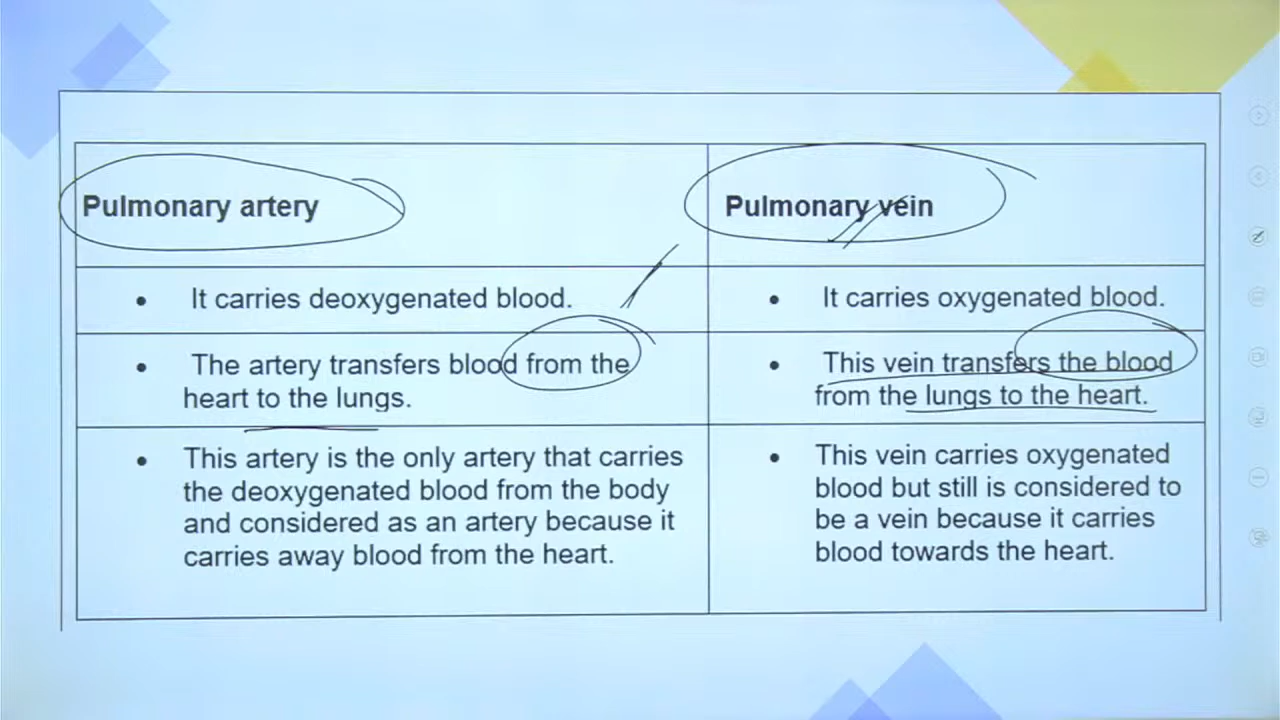 Pulmonary artery
Pulmonary vein
• It carries deoxygenated blood.
• It carries oxygenated blood.
• The artery transfers blood from the
heart to the lungs.
• This vein transfers the blood
from the lungs to the heart.
• This artery is the only artery that carries
the deoxygenated blood from the body
and considered as an artery because it
carries away blood from the heart.
• This vein carries oxygenated
blood but still is considered to
be a vein because it carries
blood towards the heart.